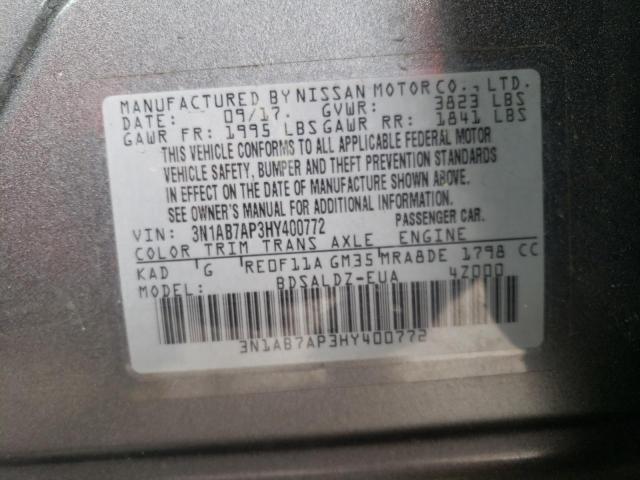 MANUFACTURED BY NISSAN MOTOR CO., LTD.
DATE: 09/17. GVWR: 3823 LBS
GAWR FR: 1995 LBS GAWR RR: 1841 LBS
THIS VEHICLE CONFORMS TO ALL APPLICABLE FEDERAL MOTOR
VEHICLE SAFETY, BUMPER AND THEFT PREVENTION STANDARDS
IN EFFECT ON THE DATE OF MANUFACTURE SHOWN ABOVE.
SEE OWNER'S MANUAL FOR ADDITIONAL INFORMATION.
VIN: 3N1AB7AP3HY400772 PASSENGER CAR.
COLOR TRIM TRANS AXLE ENGINE
KAD G RE0F11A GM35 MRA8DE 1798 CC
MODEL: BDSALDZ-EUA 4Z000
3N1AB7AP3HY400772